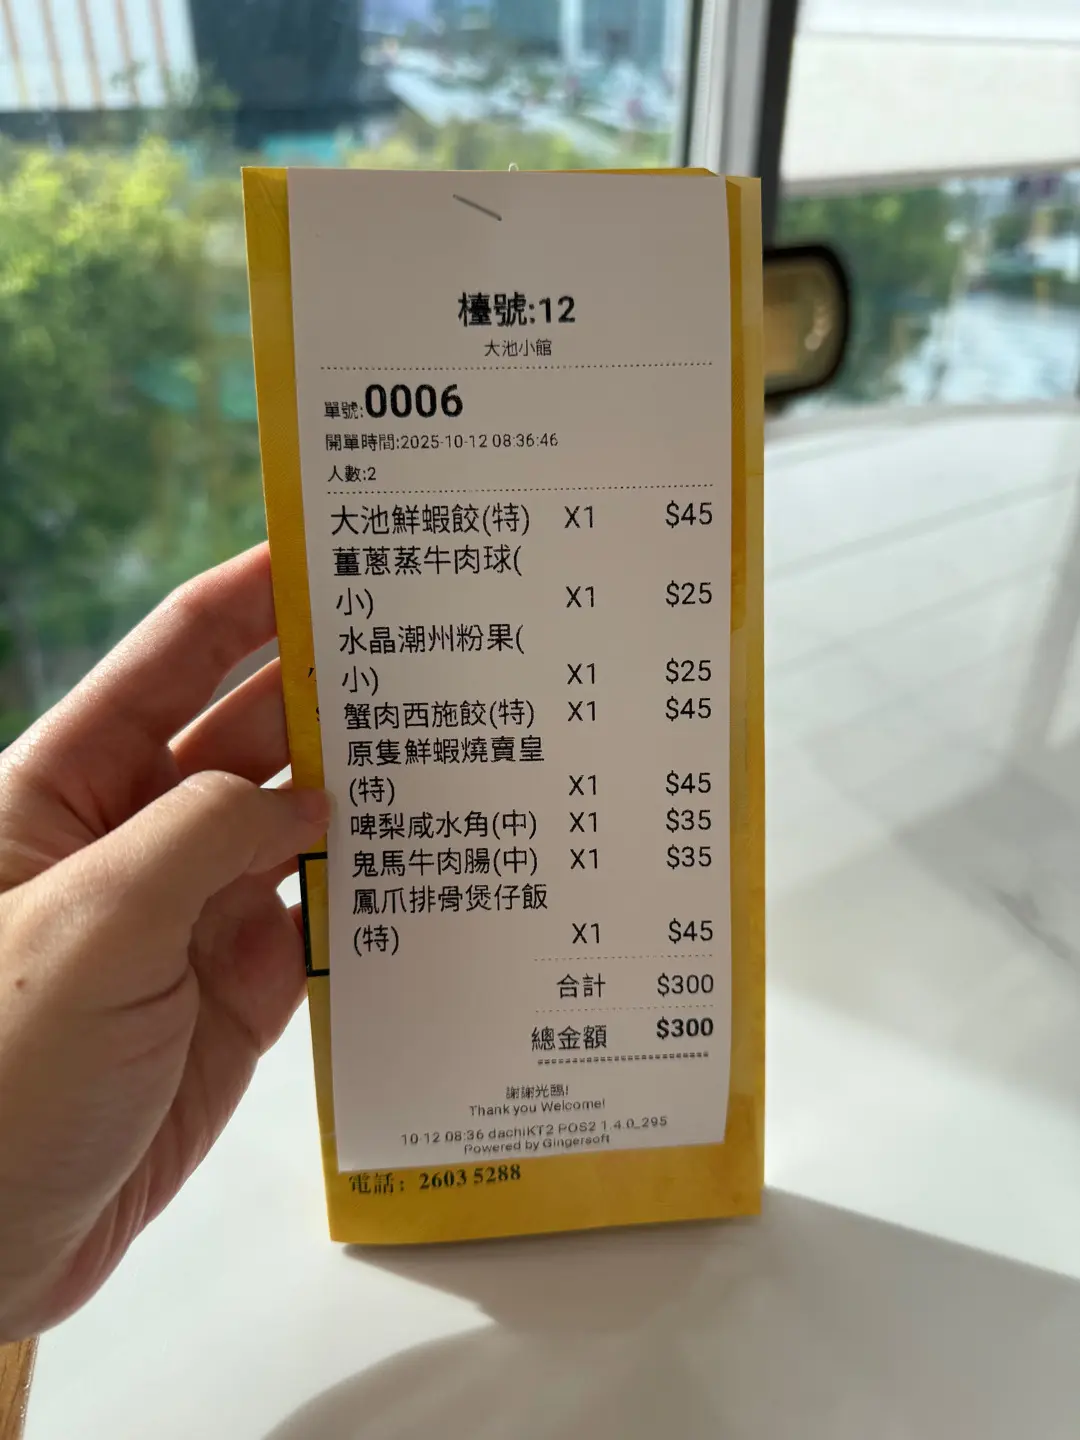 檯號:12
大池小館
單號:0006
開單時間:2025-10-12 08:36:46
人數:2
大池鮮蝦餃(特) X1 $45
薑蔥蒸牛肉球(
小) X1 $25
水晶潮州粉果(
小) X1 $25
蟹肉西施餃(特) X1 $45
原隻鮮蝦燒賣皇
(特) X1 $45
啤梨咸水角(中) X1 $35
鬼馬牛肉腸(中) X1 $35
鳳爪排骨煲仔飯
(特) X1 $45
合計 $300
總金額 $300
謝謝光臨!
Thank you Welcome!
10-12 08:36 dachiKT2 POS2 1.4.0_295
Powered by Gingersoft
電話: 2603 5288